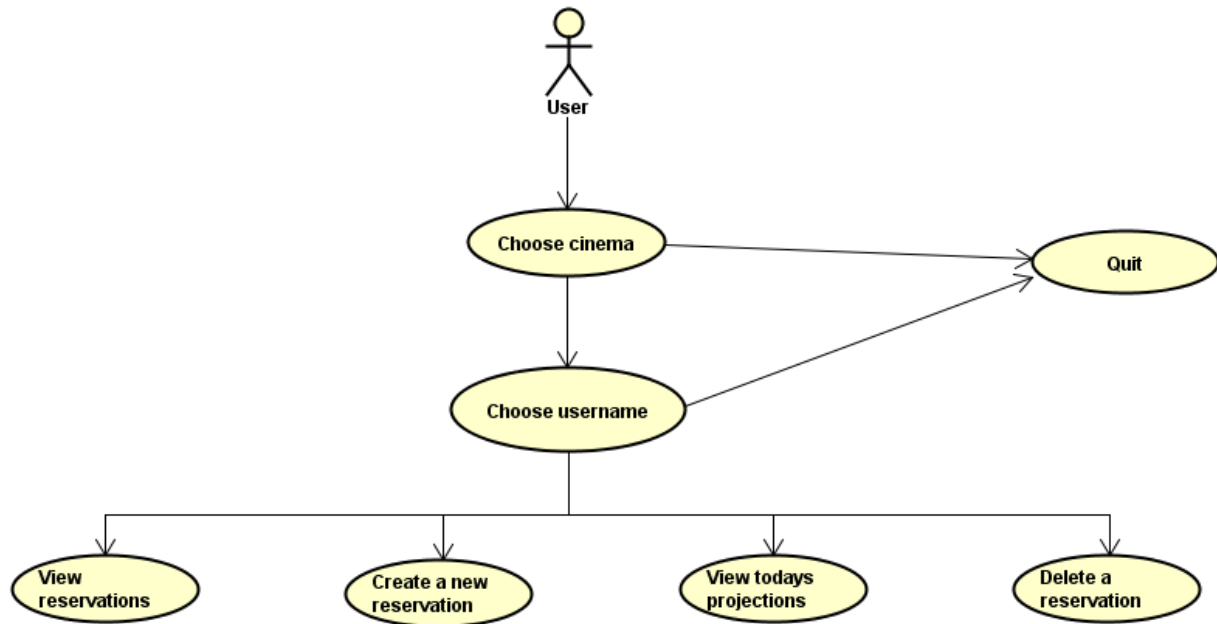 User
Choose cinema
Quit
Choose username
View
reservations
Create a new
reservation
View todays
projections
Delete a
reservation